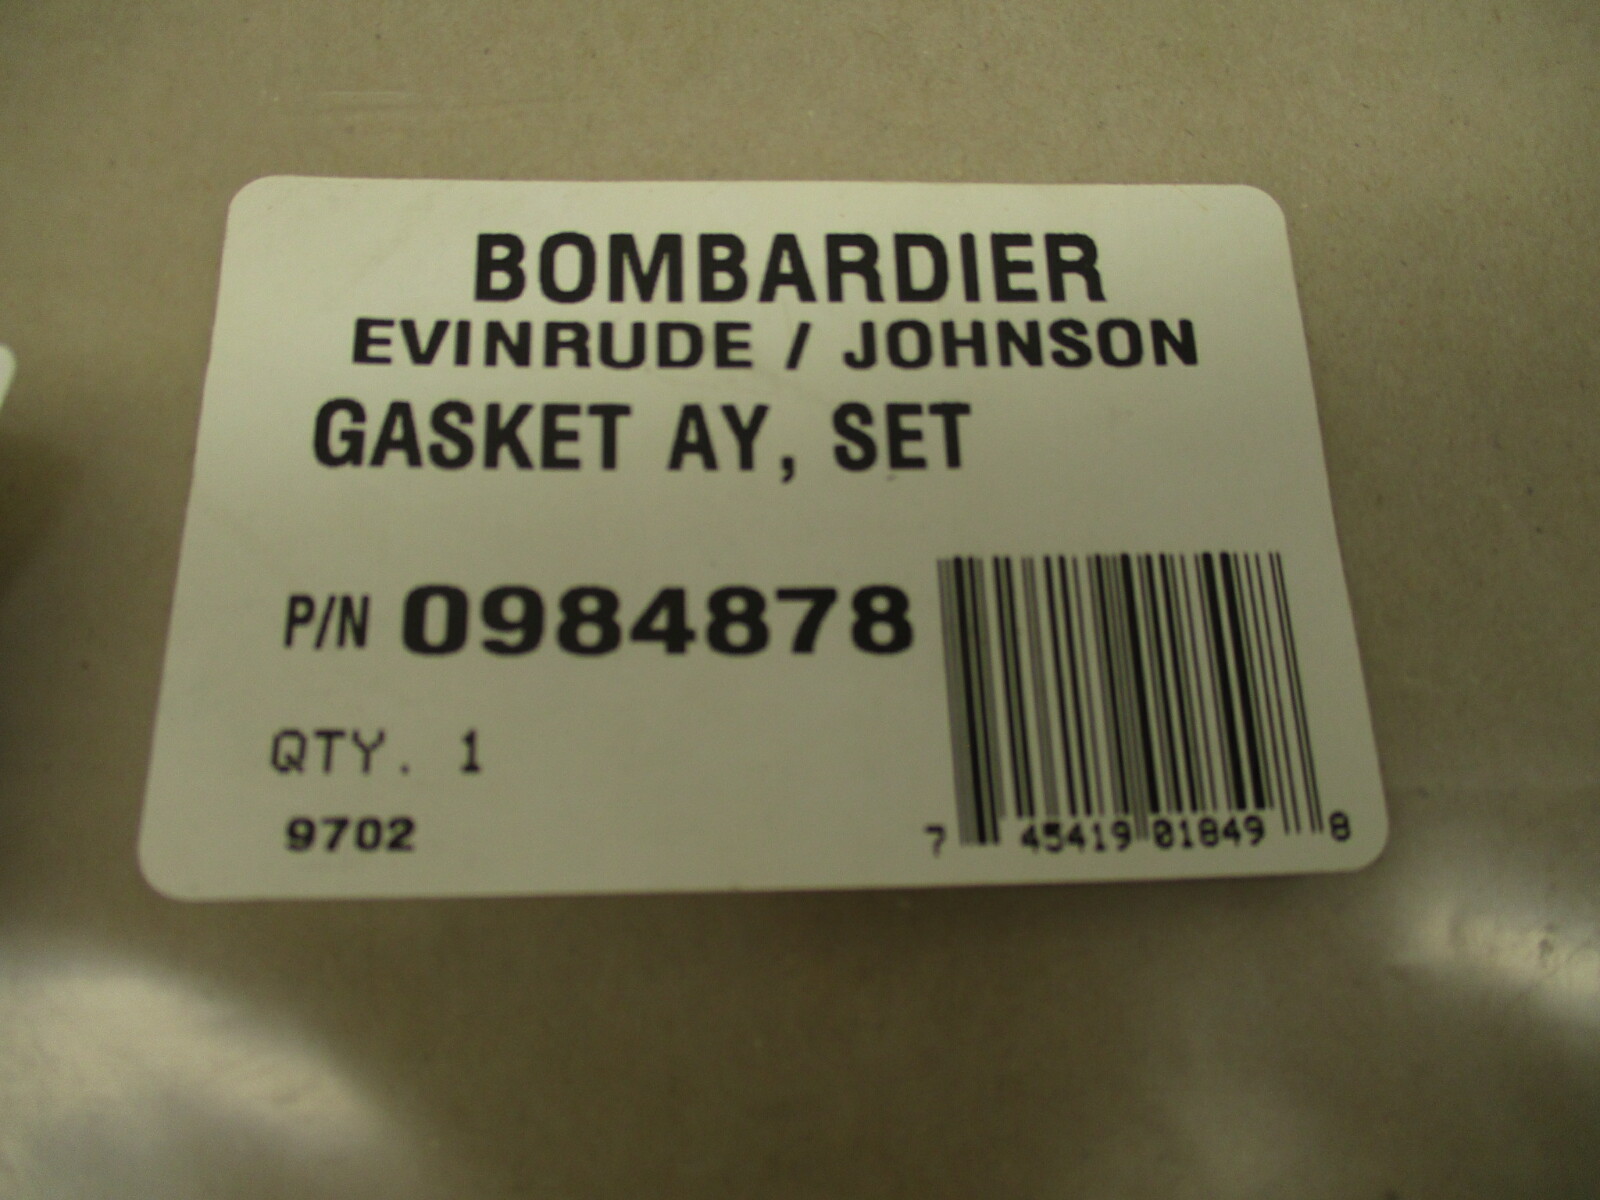 BOMBARDIER
EVINRUDE / JOHNSON
GASKET AY, SET
P/N 0984878
QTY. 1
9702
7 45419 01849 8